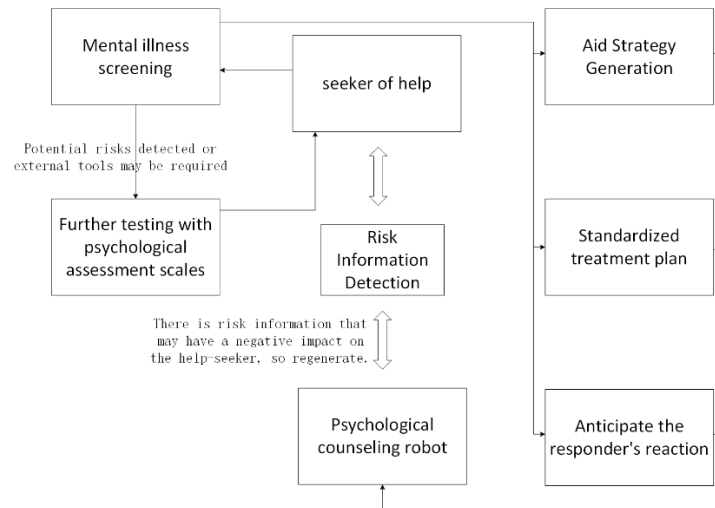 Mental illness
screening
seeker of help
Aid Strategy
Generation
Potential risks detected or
external tools may be required
Further testing with
psychological
assessment scales
Risk
Information
Detection
Standardized
treatment plan
There is risk information that
may have a negative impact on
the help-seeker, so regenerate.
Psychological
counseling robot
Anticipate the
responder's reaction